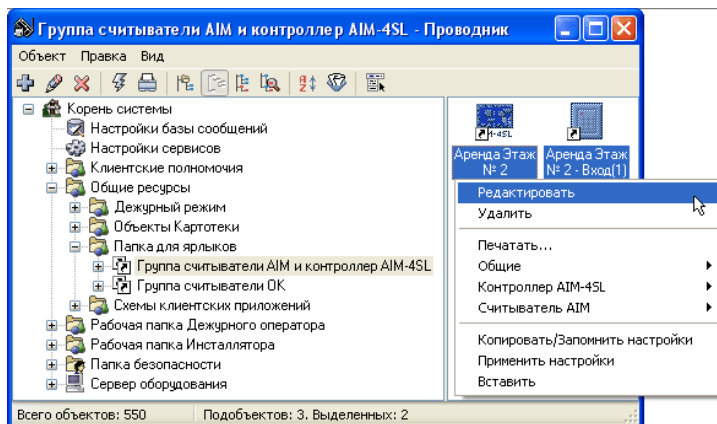 Группа считыватели AIM и контроллер AIM-4SL - Проводник
Объект Правка Вид
Корень системы
Настройки базы сообщений
Настройки сервисов
Клиентские полномочия
Общие ресурсы
Дежурный режим
Объекты Картотеки
Папка для ярлыков
Группа считыватели AIM и контроллер AIM-4SL
Группа считыватели ОК
Схемы клиентских приложений
Рабочая папка Дежурного оператора
Рабочая папка Инсталлятора
Папка безопасности
Сервер оборудования
Аренда Этаж № 2
Аренда Этаж № 2 - Вход(1)
Редактировать
Удалить
Печатать...
Общие
Контроллер AIM-4SL
Считыватель AIM
Копировать/Запомнить настройки
Применить настройки
Вставить
Всего объектов: 550
Подобъектов: 3. Выделенных: 2